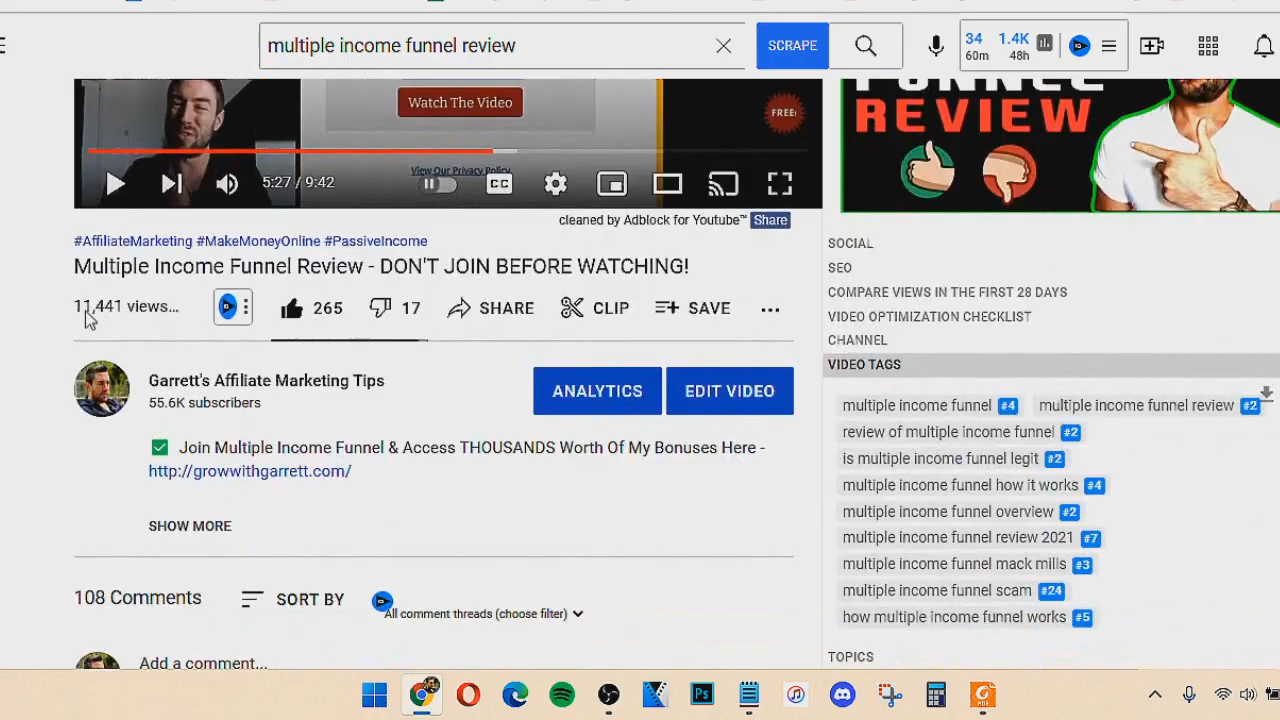 multiple income funnel review
SCRAPE
34
60m
1.4K
48h
Watch The Video
FREE!
View Our Privacy Policy
5:27 / 9:42
CC
FUNNEL
REVIEW
cleaned by Adblock for Youtube™ Share
#AffiliateMarketing #MakeMoneyOnline #PassiveIncome
Multiple Income Funnel Review - DON'T JOIN BEFORE WATCHING!
11,441 views...
265
17
SHARE
CLIP
SAVE
Garrett's Affiliate Marketing Tips
55.6K subscribers
ANALYTICS
EDIT VIDEO
Join Multiple Income Funnel & Access THOUSANDS Worth Of My Bonuses Here -
http://growwithgarrett.com/
SHOW MORE
108 Comments
SORT BY
All comment threads (choose filter)
Add a comment...
SOCIAL
SEO
COMPARE VIEWS IN THE FIRST 28 DAYS
VIDEO OPTIMIZATION CHECKLIST
CHANNEL
VIDEO TAGS
multiple income funnel #4 multiple income funnel review #2
review of multiple income funnel #2
is multiple income funnel legit #2
multiple income funnel how it works #4
multiple income funnel overview #2
multiple income funnel review 2021 #7
multiple income funnel mack mills #3
multiple income funnel scam #24
how multiple income funnel works #5
TOPICS
Ps